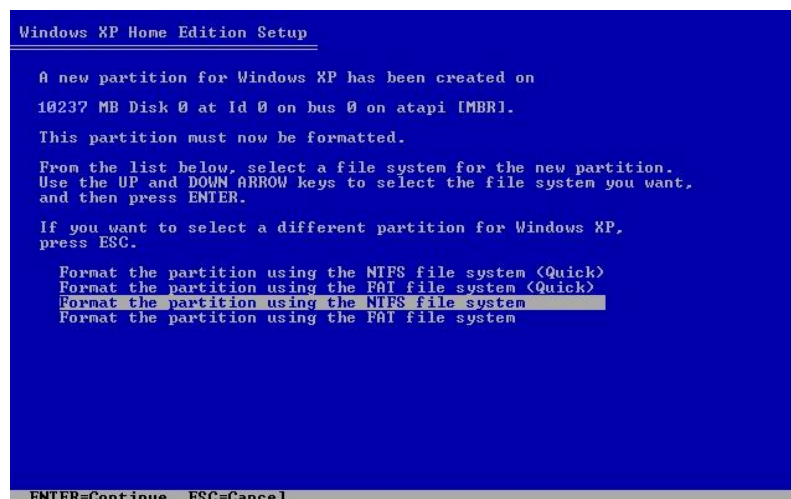 Windows XP Home Edition Setup
A new partition for Windows XP has been created on
10237 MB Disk 0 at Id 0 on bus 0 on atapi [MBR].
This partition must now be formatted.
From the list below, select a file system for the new partition.
Use the UP and DOWN ARROW keys to select the file system you want,
and then press ENTER.
If you want to select a different partition for Windows XP,
press ESC.
Format the partition using the NTFS file system (Quick)
Format the partition using the FAT file system (Quick)
Format the partition using the NTFS file system
Format the partition using the FAT file system
ENTER=Continue ESC=Cancel